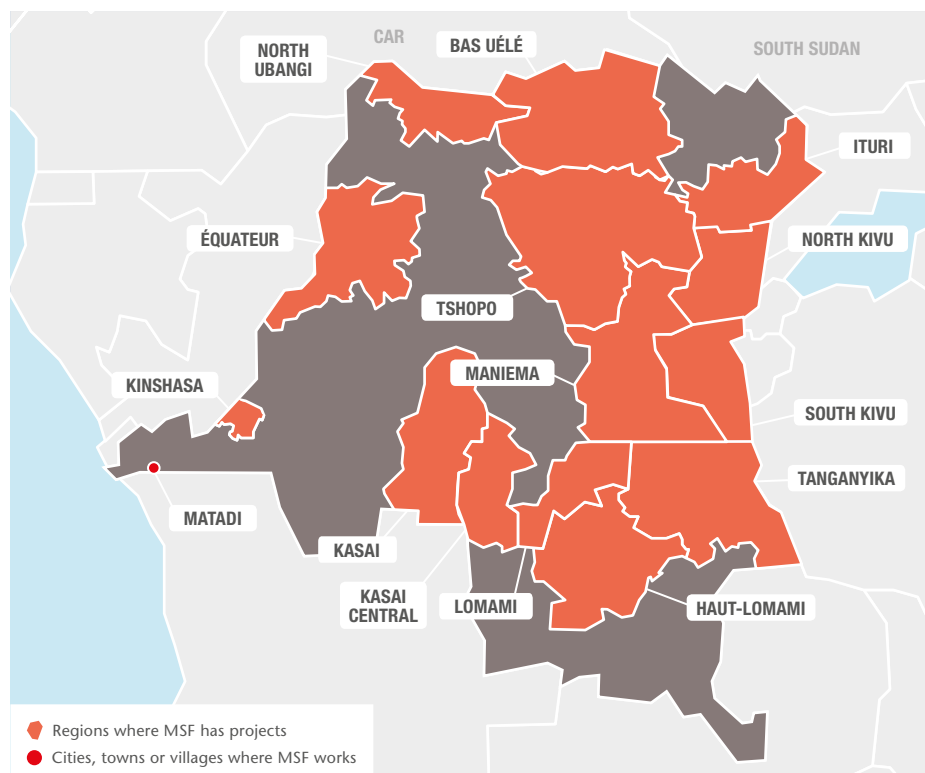 CAR
SOUTH SUDAN
NORTH
UBANGI
BAS UÉLÉ
ITURI
ÉQUATEUR
NORTH KIVU
TSHOPO
KINSHASA
MANIEMA
SOUTH KIVU
TANGANYIKA
MATADI
KASAI
KASAI
CENTRAL
LOMAMI
HAUT-LOMAMI
Regions where MSF has projects
Cities, towns or villages where MSF works